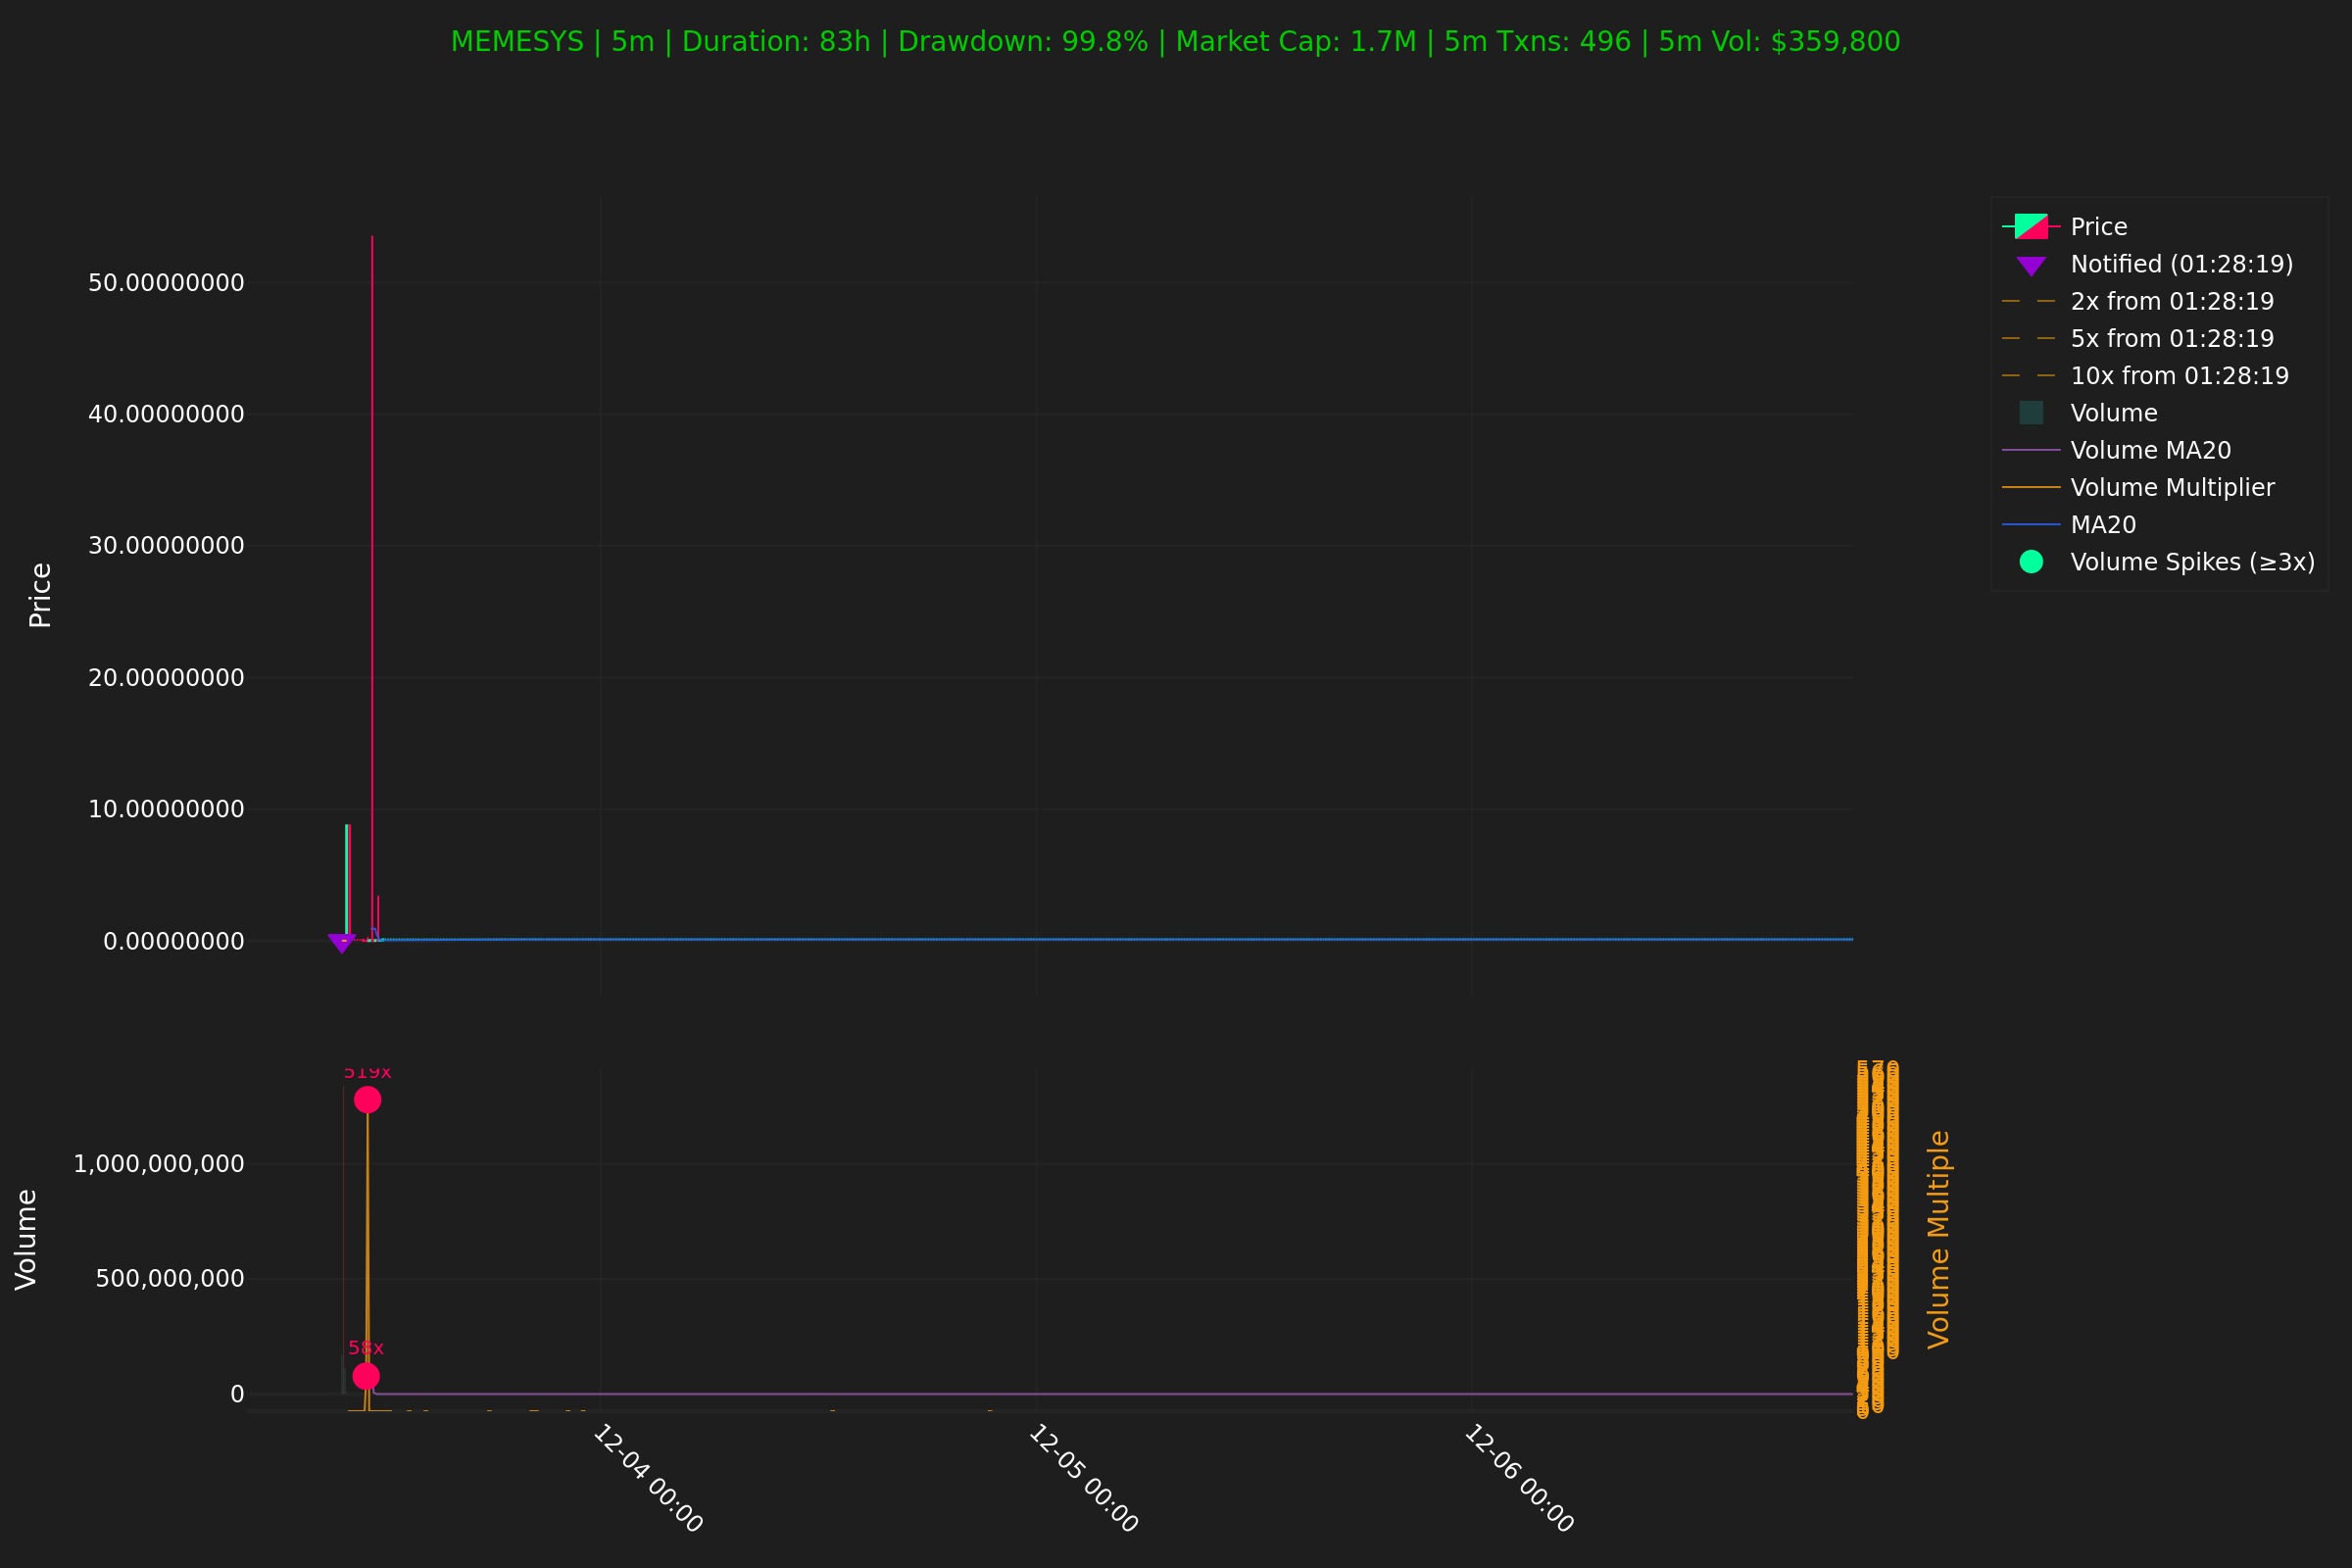 MEMESYS | 5m | Duration: 83h | Drawdown: 99.8% | Market Cap: 1.7M | 5m Txns: 496 | 5m Vol: $359,800
Price
50.00000000
40.00000000
30.00000000
20.00000000
10.00000000
0.00000000
Price
Notified (01:28:19)
2x from 01:28:19
5x from 01:28:19
10x from 01:28:19
Volume
Volume MA20
Volume Multiplier
MA20
Volume Spikes (≥3x)
Volume
1,000,000,000
500,000,000
0
519x
58x
Volume Multiple
12-04 00:00
12-05 00:00
12-06 00:00